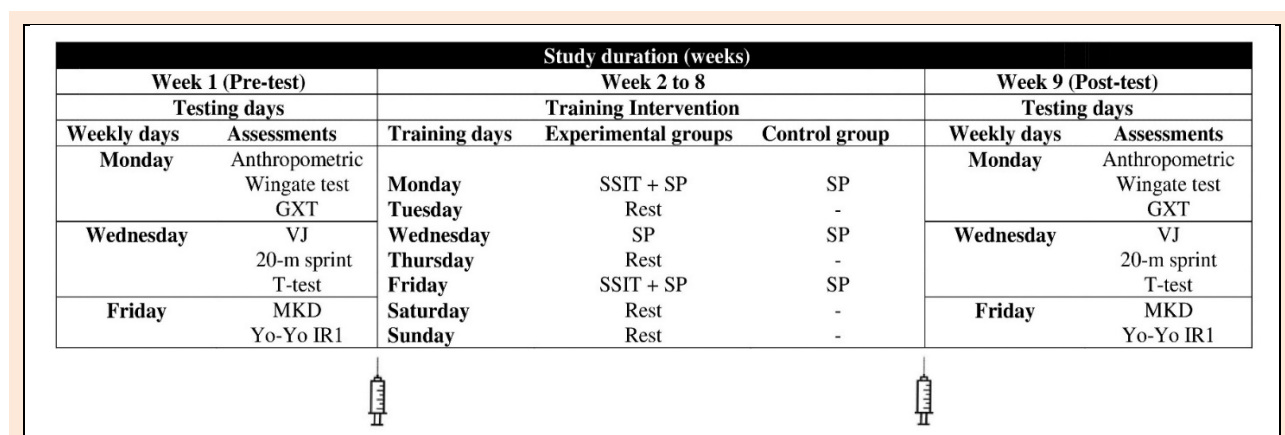 Study duration (weeks)
Week 1 (Pre-test) Week 2 to 8 Week 9 (Post-test)
Testing days Training Intervention Testing days
Weekly days Assessments Training days Experimental groups Control group Weekly days Assessments
Monday Anthropometric Monday Anthropometric
Wingate test Monday SSIT + SP SP Wingate test
GXT Tuesday Rest - GXT
Wednesday VJ Wednesday SP SP Wednesday VJ
20-m sprint Thursday Rest - 20-m sprint
T-test Friday SSIT + SP SP T-test
Friday MKD Saturday Rest - Friday MKD
Yo-Yo IR1 Sunday Rest - Yo-Yo IR1